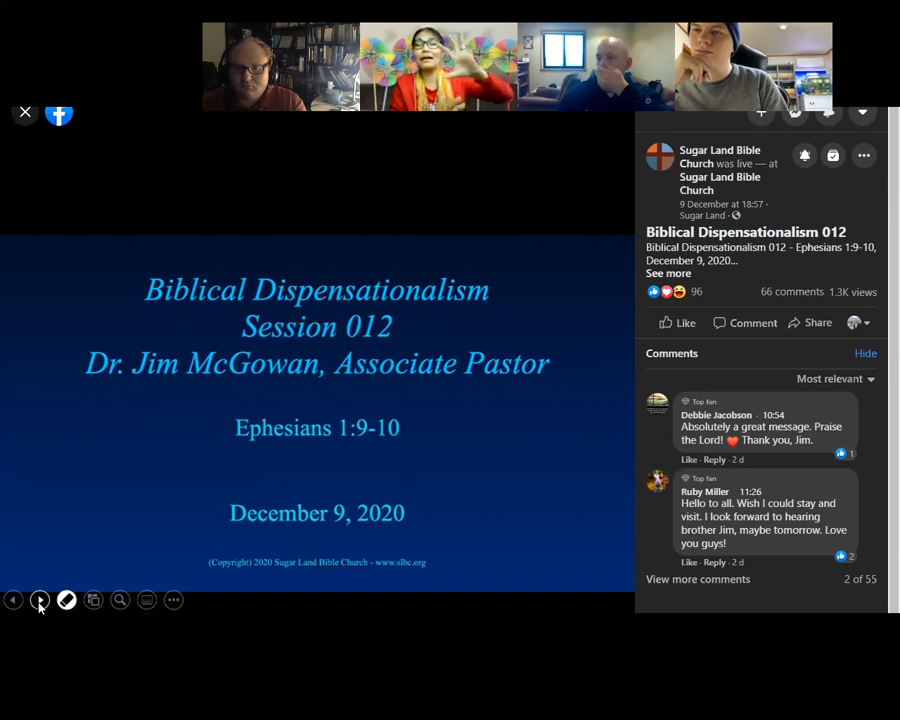 Biblical Dispensationalism
Session 012
Dr. Jim McGowan, Associate Pastor
Ephesians 1:9-10
December 9, 2020
(Copyright) 2020 Sugar Land Bible Church - www.slbc.org
Sugar Land Bible
Church was live — at
Sugar Land Bible
Church
9 December at 18:57 ·
Sugar Land ·
Biblical Dispensationalism 012
Biblical Dispensationalism 012 - Ephesians 1:9-10,
December 9, 2020...
See more
96
66 comments 1.3K views
Like Comment Share
Comments Hide
Most relevant
Top fan
Debbie Jacobson · 10:54
Absolutely a great message. Praise
the Lord! ❤️ Thank you, Jim.
1
Like · Reply · 2 d
Top fan
Ruby Miller · 11:26
Hello to all. Wish I could stay and
visit. I look forward to hearing
brother Jim, maybe tomorrow. Love
you guys!
2
Like · Reply · 2 d
View more comments 2 of 55